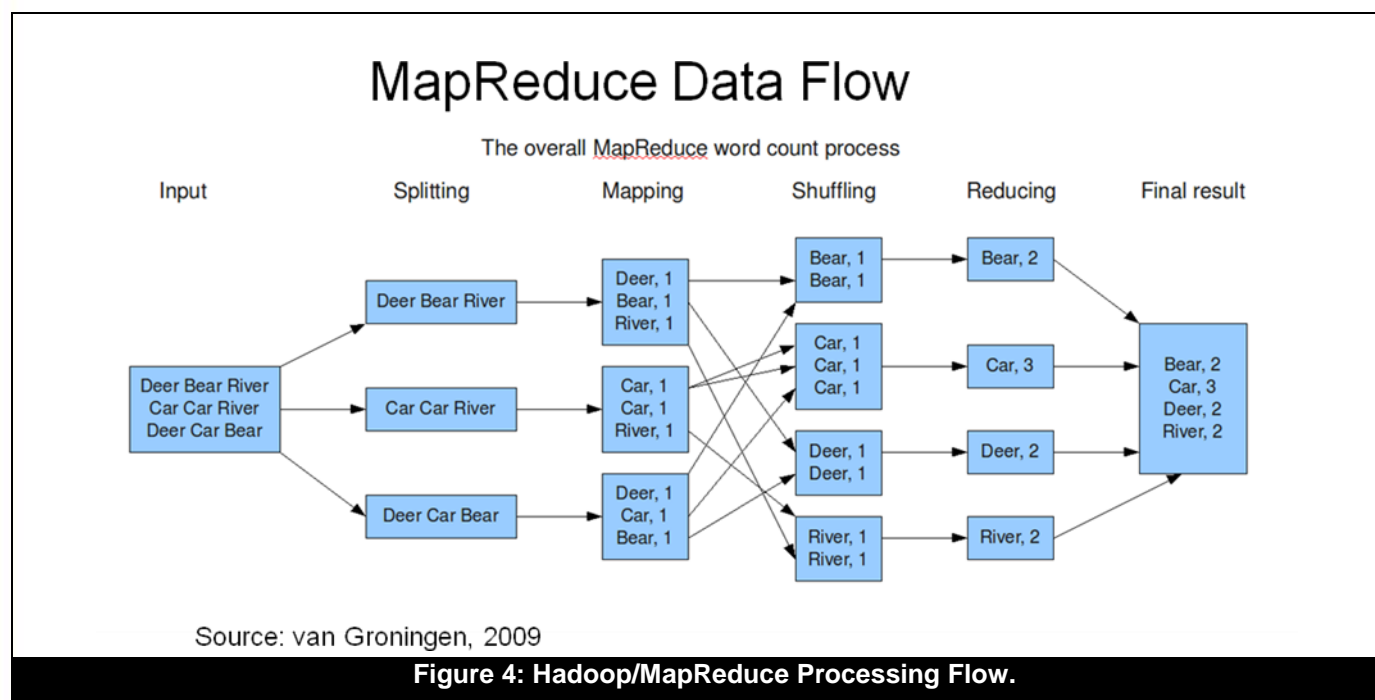 MapReduce Data Flow
The overall MapReduce word count process
Input
Splitting
Mapping
Shuffling
Reducing
Final result
Deer Bear River
Car Car River
Deer Car Bear
Deer Bear River
Car Car River
Deer Car Bear
Deer, 1
Bear, 1
River, 1
Car, 1
Car, 1
River, 1
Deer, 1
Car, 1
Bear, 1
Bear, 1
Bear, 1
Car, 1
Car, 1
Car, 1
Deer, 1
Deer, 1
River, 1
River, 1
Bear, 2
Car, 3
Deer, 2
River, 2
Bear, 2
Car, 3
Deer, 2
River, 2
Source: van Groningen, 2009
Figure 4: Hadoop/MapReduce Processing Flow.